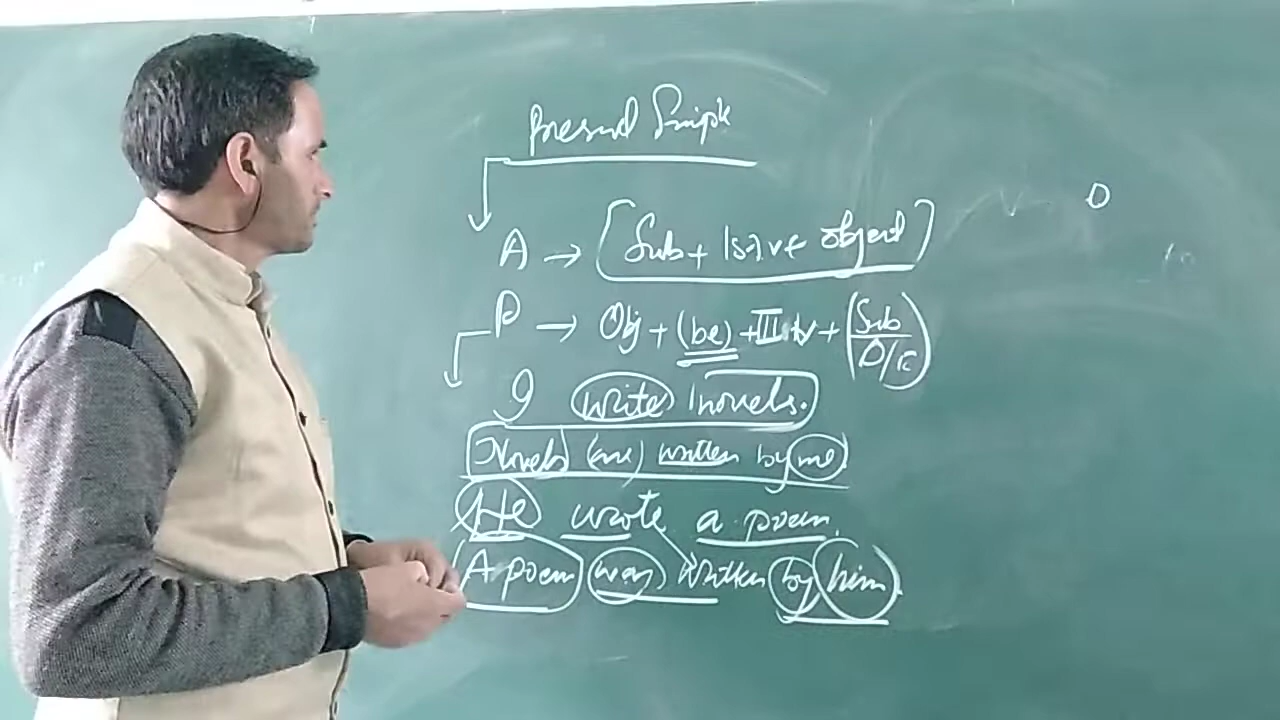 Present Simple
A → [Sub + Is/v + object]
P → Obj + (be) + III v + (Sub / O/c)
I write novels.
Novels (are) written by me
He wrote a poem.
A poem was written by him.
O